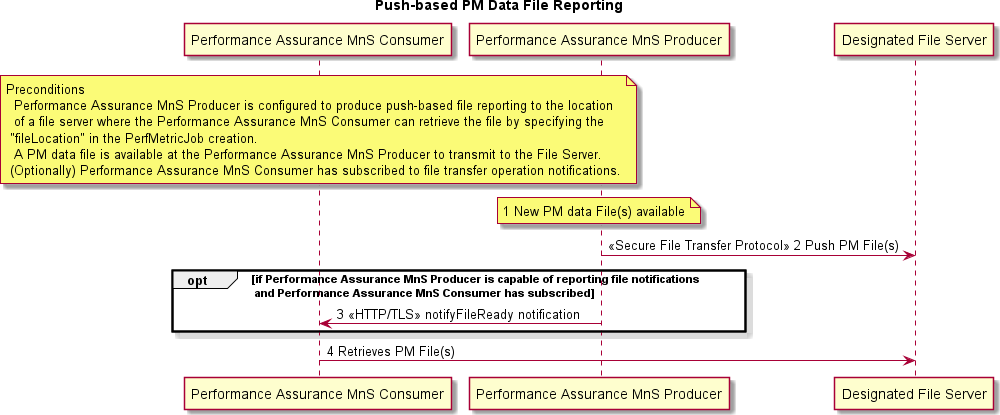 Push-based PM Data File Reporting
Performance Assurance MnS Consumer
Performance Assurance MnS Producer
Designated File Server
Preconditions
Performance Assurance MnS Producer is configured to produce push-based file reporting to the location
of a file server where the Performance Assurance MnS Consumer can retrieve the file by specifying the
"fileLocation" in the PerfMetricJob creation.
A PM data file is available at the Performance Assurance MnS Producer to transmit to the File Server.
(Optionally) Performance Assurance MnS Consumer has subscribed to file transfer operation notifications.
1 New PM data File(s) available
«Secure File Transfer Protocol» 2 Push PM File(s)
opt
[if Performance Assurance MnS Producer is capable of reporting file notifications
and Performance Assurance MnS Consumer has subscribed]
3 «HTTP/TLS» notifyFileReady notification
4 Retrieves PM File(s)
Performance Assurance MnS Consumer
Performance Assurance MnS Producer
Designated File Server